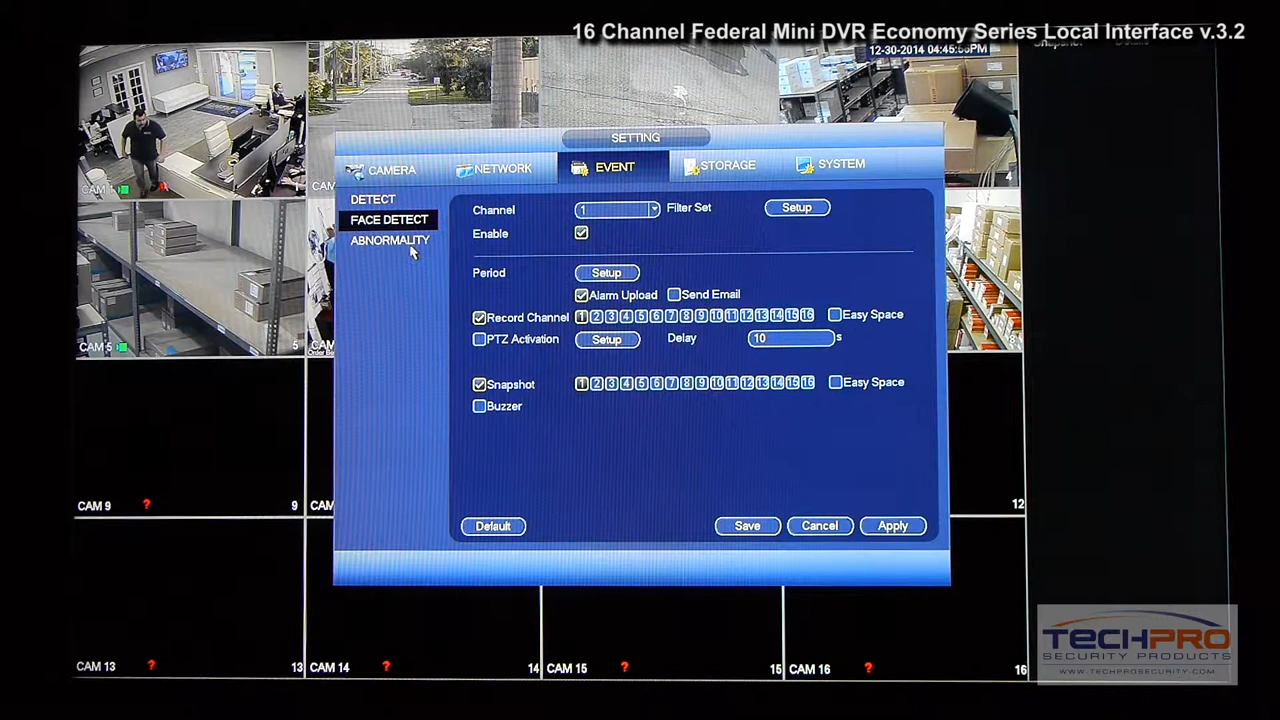 16 Channel Federal Mini DVR Economy Series Local Interface v.3.2
12-30-2014 04:45:55PM
SETTING
CAMERA
NETWORK
EVENT
STORAGE
SYSTEM
DETECT
FACE DETECT
ABNORMALITY
Channel 1 Filter Set Setup
Enable
Period Setup
Alarm Upload Send Email
Record Channel 1 2 3 4 5 6 7 8 9 10 11 12 13 14 15 16 Easy Space
PTZ Activation Setup Delay 10 s
Snapshot 1 2 3 4 5 6 7 8 9 10 11 12 13 14 15 16 Easy Space
Buzzer
Default Save Cancel Apply
CAM 1
CAM
4
CAM 5
5
CAM 9 ? 9
CAM
12
CAM 13 ? 13
CAM 14 ? 14
CAM 15 ? 15
CAM 16 ? 16
TECHPRO
SECURITY PRODUCTS
WWW.TECHPROSECURITY.COM